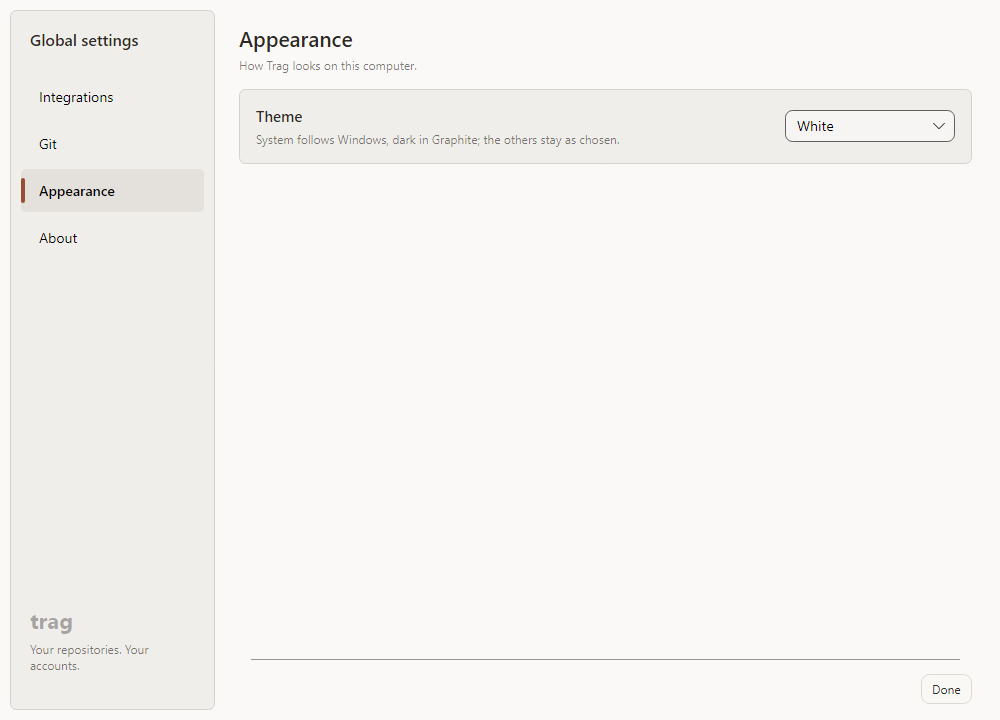 Global settings
Integrations
Git
Appearance
About
trag
Your repositories. Your
accounts.
Appearance
How Trag looks on this computer.
Theme
System follows Windows, dark in Graphite; the others stay as chosen.
White
Done